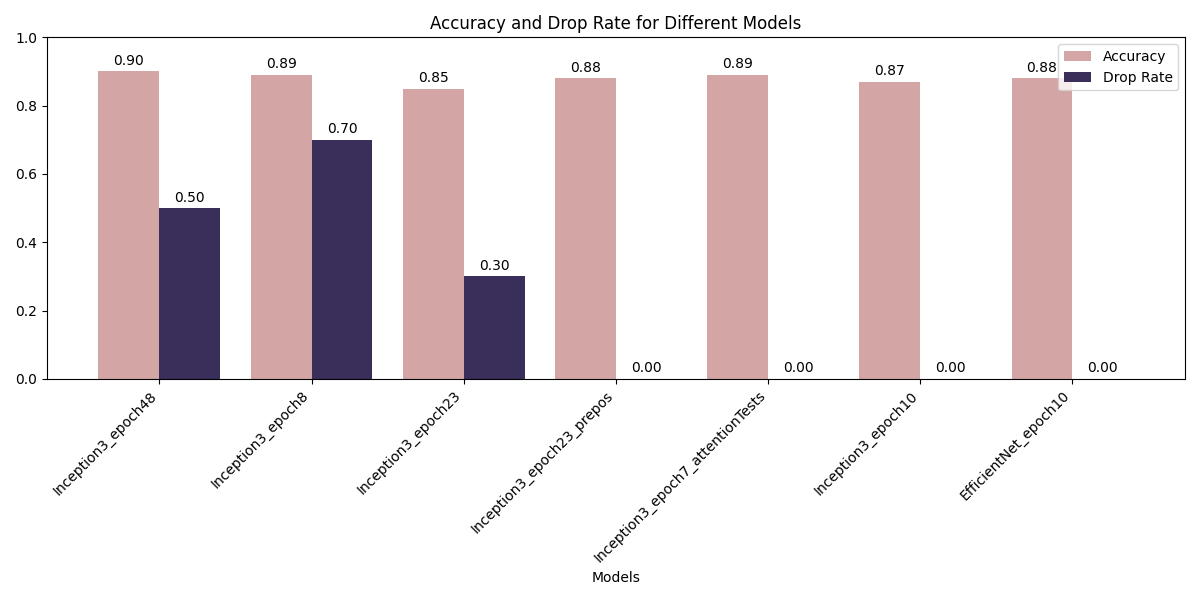 Accuracy and Drop Rate for Different Models
1.0
0.8
0.6
0.4
0.2
0.0
0.90
0.50
0.89
0.70
0.85
0.30
0.88
0.00
0.89
0.00
0.87
0.00
0.88
0.00
Accuracy
Drop Rate
Inception3_epoch48
Inception3_epoch8
Inception3_epoch23
Inception3_epoch23_prepos
Inception3_epoch7_attentionTests
Inception3_epoch10
EfficientNet_epoch10
Models